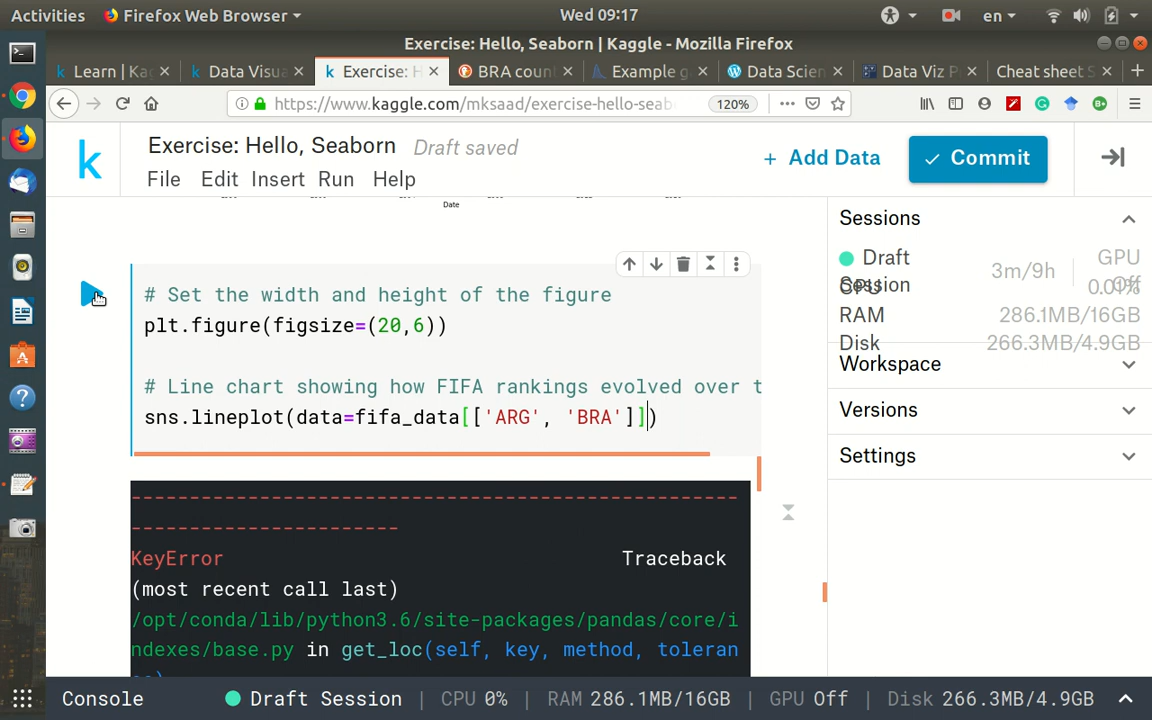 Activities Firefox Web Browser Wed 09:17 en
Exercise: Hello, Seaborn | Kaggle - Mozilla Firefox
Learn | Ka Data Visua Exercise: H BRA coun Example g Data Scien Data Viz P Cheat sheet S
https://www.kaggle.com/mksaad/exercise-hello-seab 120%
Exercise: Hello, Seaborn Draft saved
+ Add Data
Commit
File Edit Insert Run Help
Date
Sessions
Draft Session 3m/9h GPU Off
CPU 0.01%
RAM 286.1MB/16GB
Disk 266.3MB/4.9GB
Workspace
Versions
Settings
# Set the width and height of the figure
plt.figure(figsize=(20,6))
# Line chart showing how FIFA rankings evolved over t
sns.lineplot(data=fifa_data[['ARG', 'BRA']])
------------------------------------------------------
-----------------------
KeyError Traceback
(most recent call last)
/opt/conda/lib/python3.6/site-packages/pandas/core/i
ndexes/base.py in get_loc(self, key, method, toleran
Console Draft Session | CPU 0% | RAM 286.1MB/16GB | GPU Off | Disk 266.3MB/4.9GB